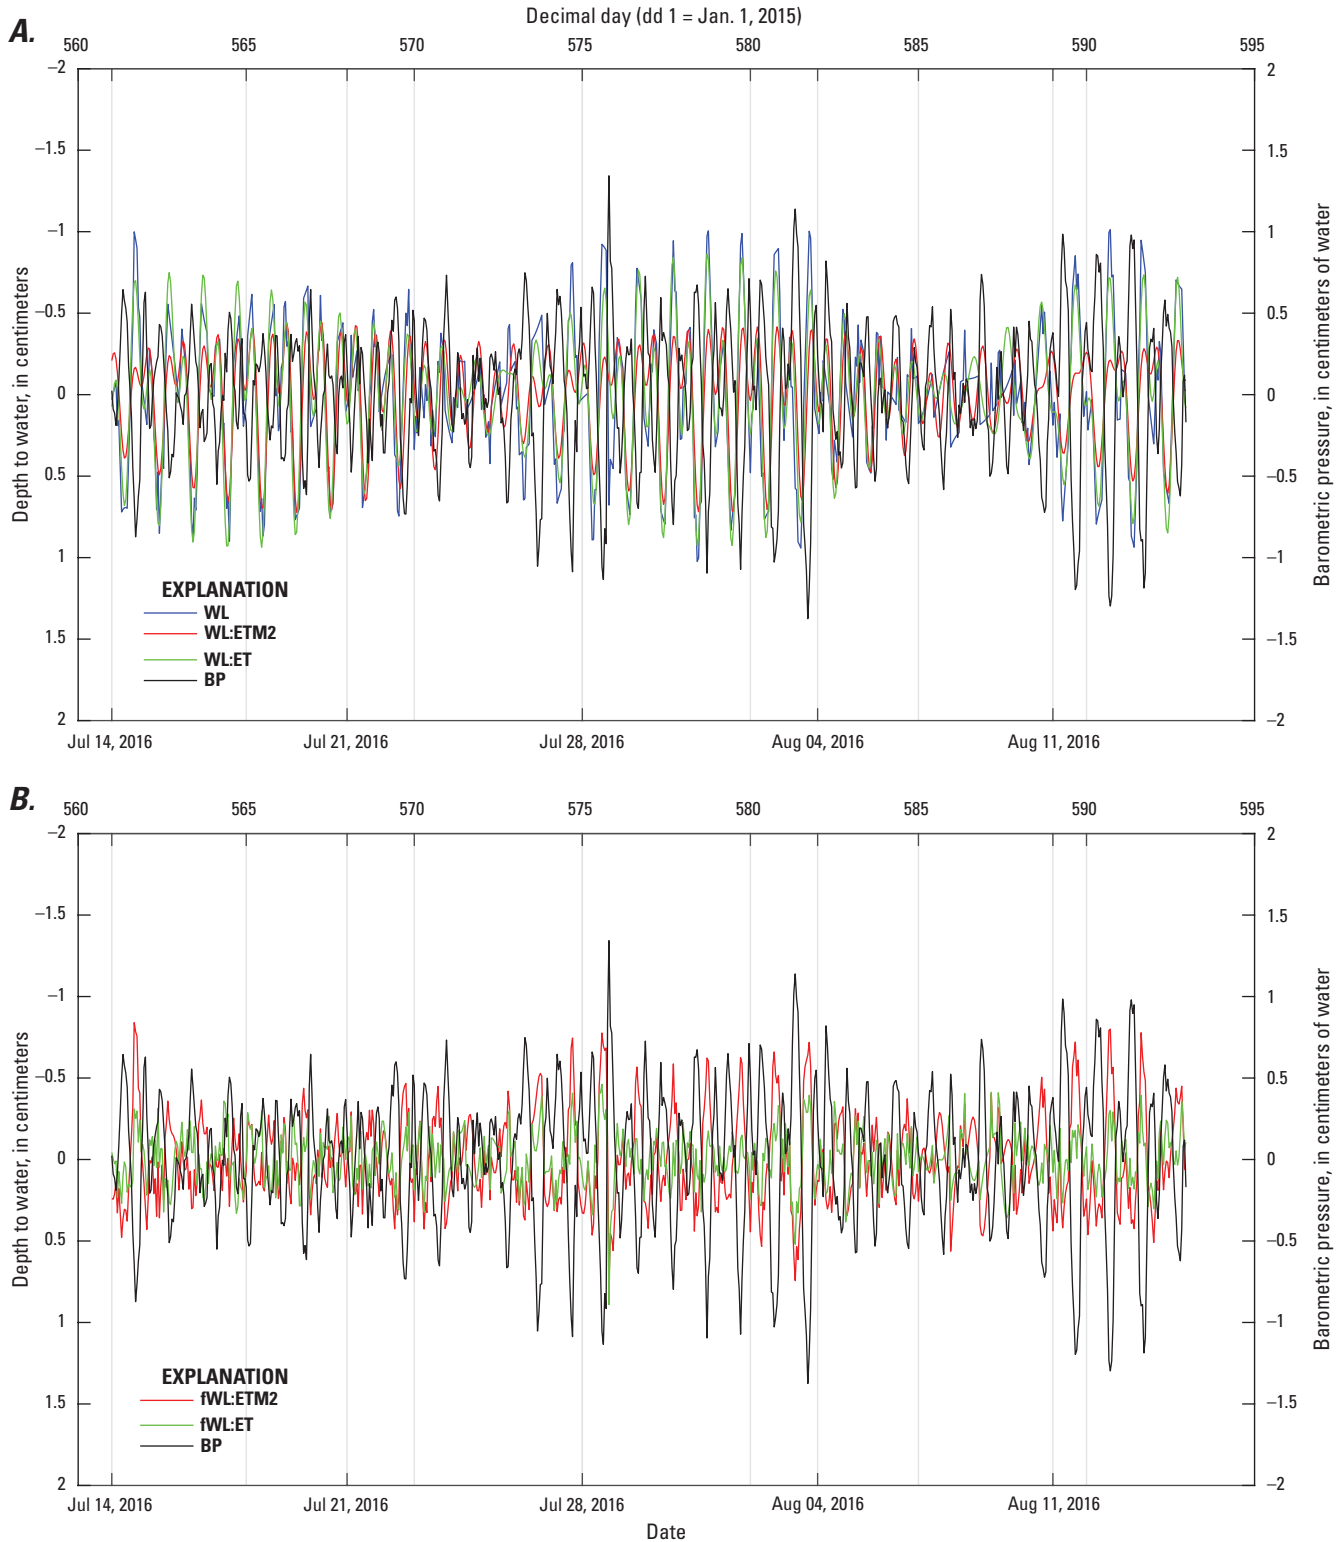 Decimal day (dd 1 = Jan. 1, 2015)
A.
560 565 570 575 580 585 590 595
−2 2
−1.5 1.5
−1 1
−0.5 0.5
0 0
0.5 −0.5
1 −1
1.5 −1.5
2 −2
Depth to water, in centimeters
Barometric pressure, in centimeters of water
EXPLANATION
WL
WL:ETM2
WL:ET
BP
Jul 14, 2016 Jul 21, 2016 Jul 28, 2016 Aug 04, 2016 Aug 11, 2016
B.
560 565 570 575 580 585 590 595
−2 2
−1.5 1.5
−1 1
−0.5 0.5
0 0
0.5 −0.5
1 −1
1.5 −1.5
2 −2
Depth to water, in centimeters
Barometric pressure, in centimeters of water
EXPLANATION
fWL:ETM2
fWL:ET
BP
Jul 14, 2016 Jul 21, 2016 Jul 28, 2016 Aug 04, 2016 Aug 11, 2016
Date